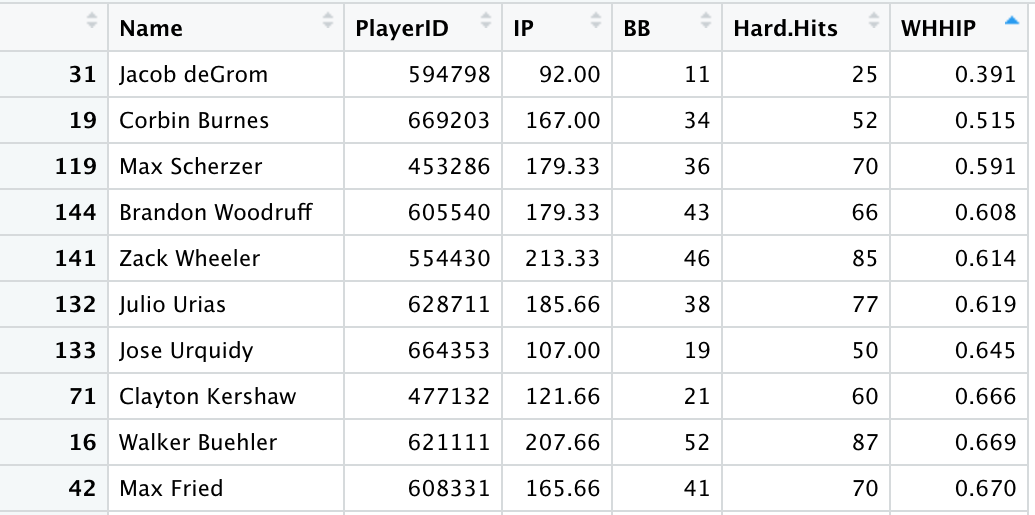 Name PlayerID IP BB Hard.Hits WHHIP
31 Jacob deGrom 594798 92.00 11 25 0.391
19 Corbin Burnes 669203 167.00 34 52 0.515
119 Max Scherzer 453286 179.33 36 70 0.591
144 Brandon Woodruff 605540 179.33 43 66 0.608
141 Zack Wheeler 554430 213.33 46 85 0.614
132 Julio Urias 628711 185.66 38 77 0.619
133 Jose Urquidy 664353 107.00 19 50 0.645
71 Clayton Kershaw 477132 121.66 21 60 0.666
16 Walker Buehler 621111 207.66 52 87 0.669
42 Max Fried 608331 165.66 41 70 0.670